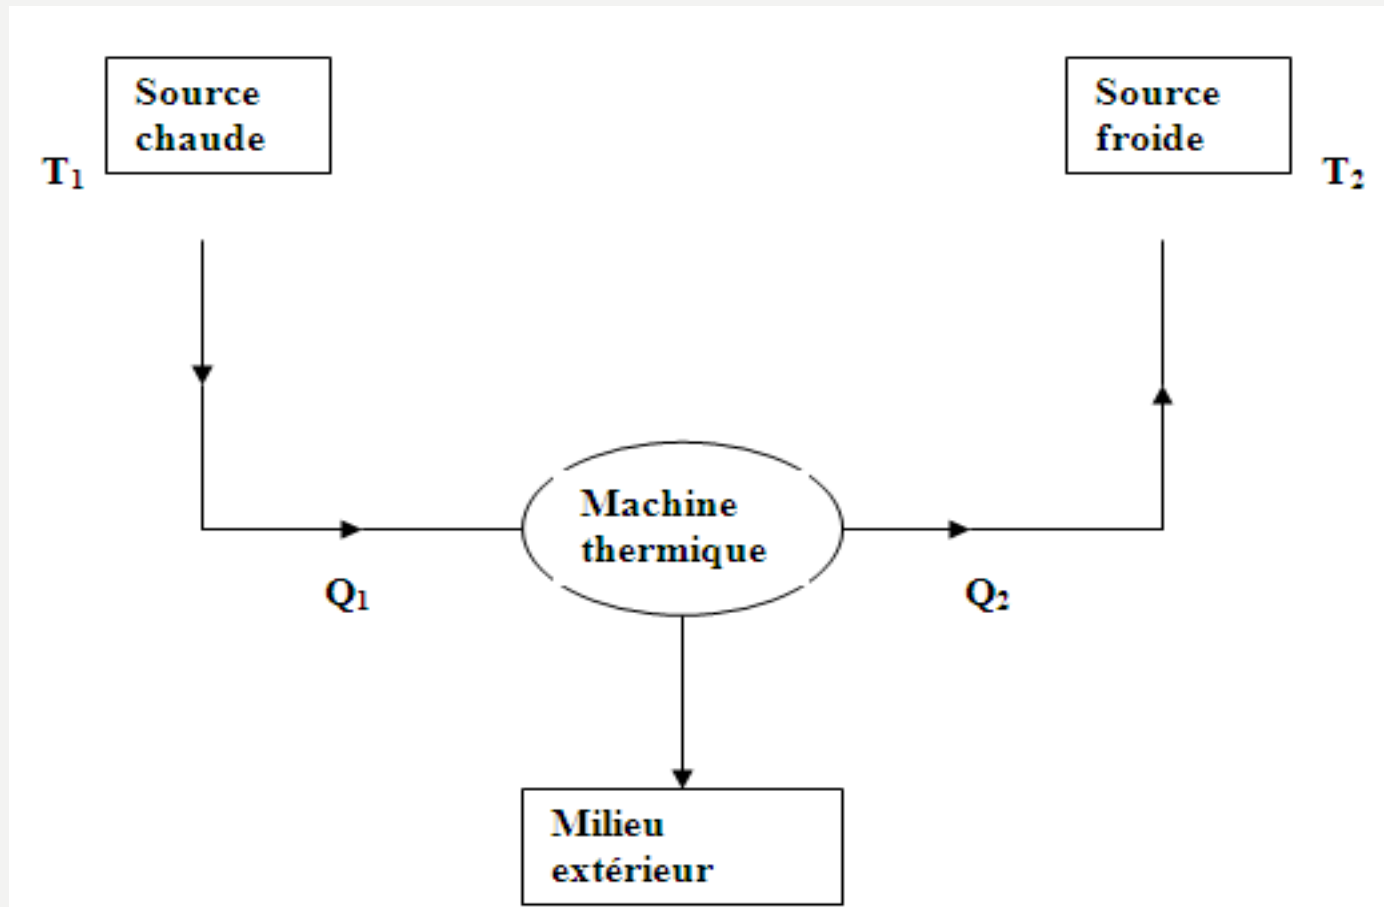 Source
chaude
T₁
Source
froide
T₂
Machine
thermique
Q₁
Q₂
Milieu
extérieur